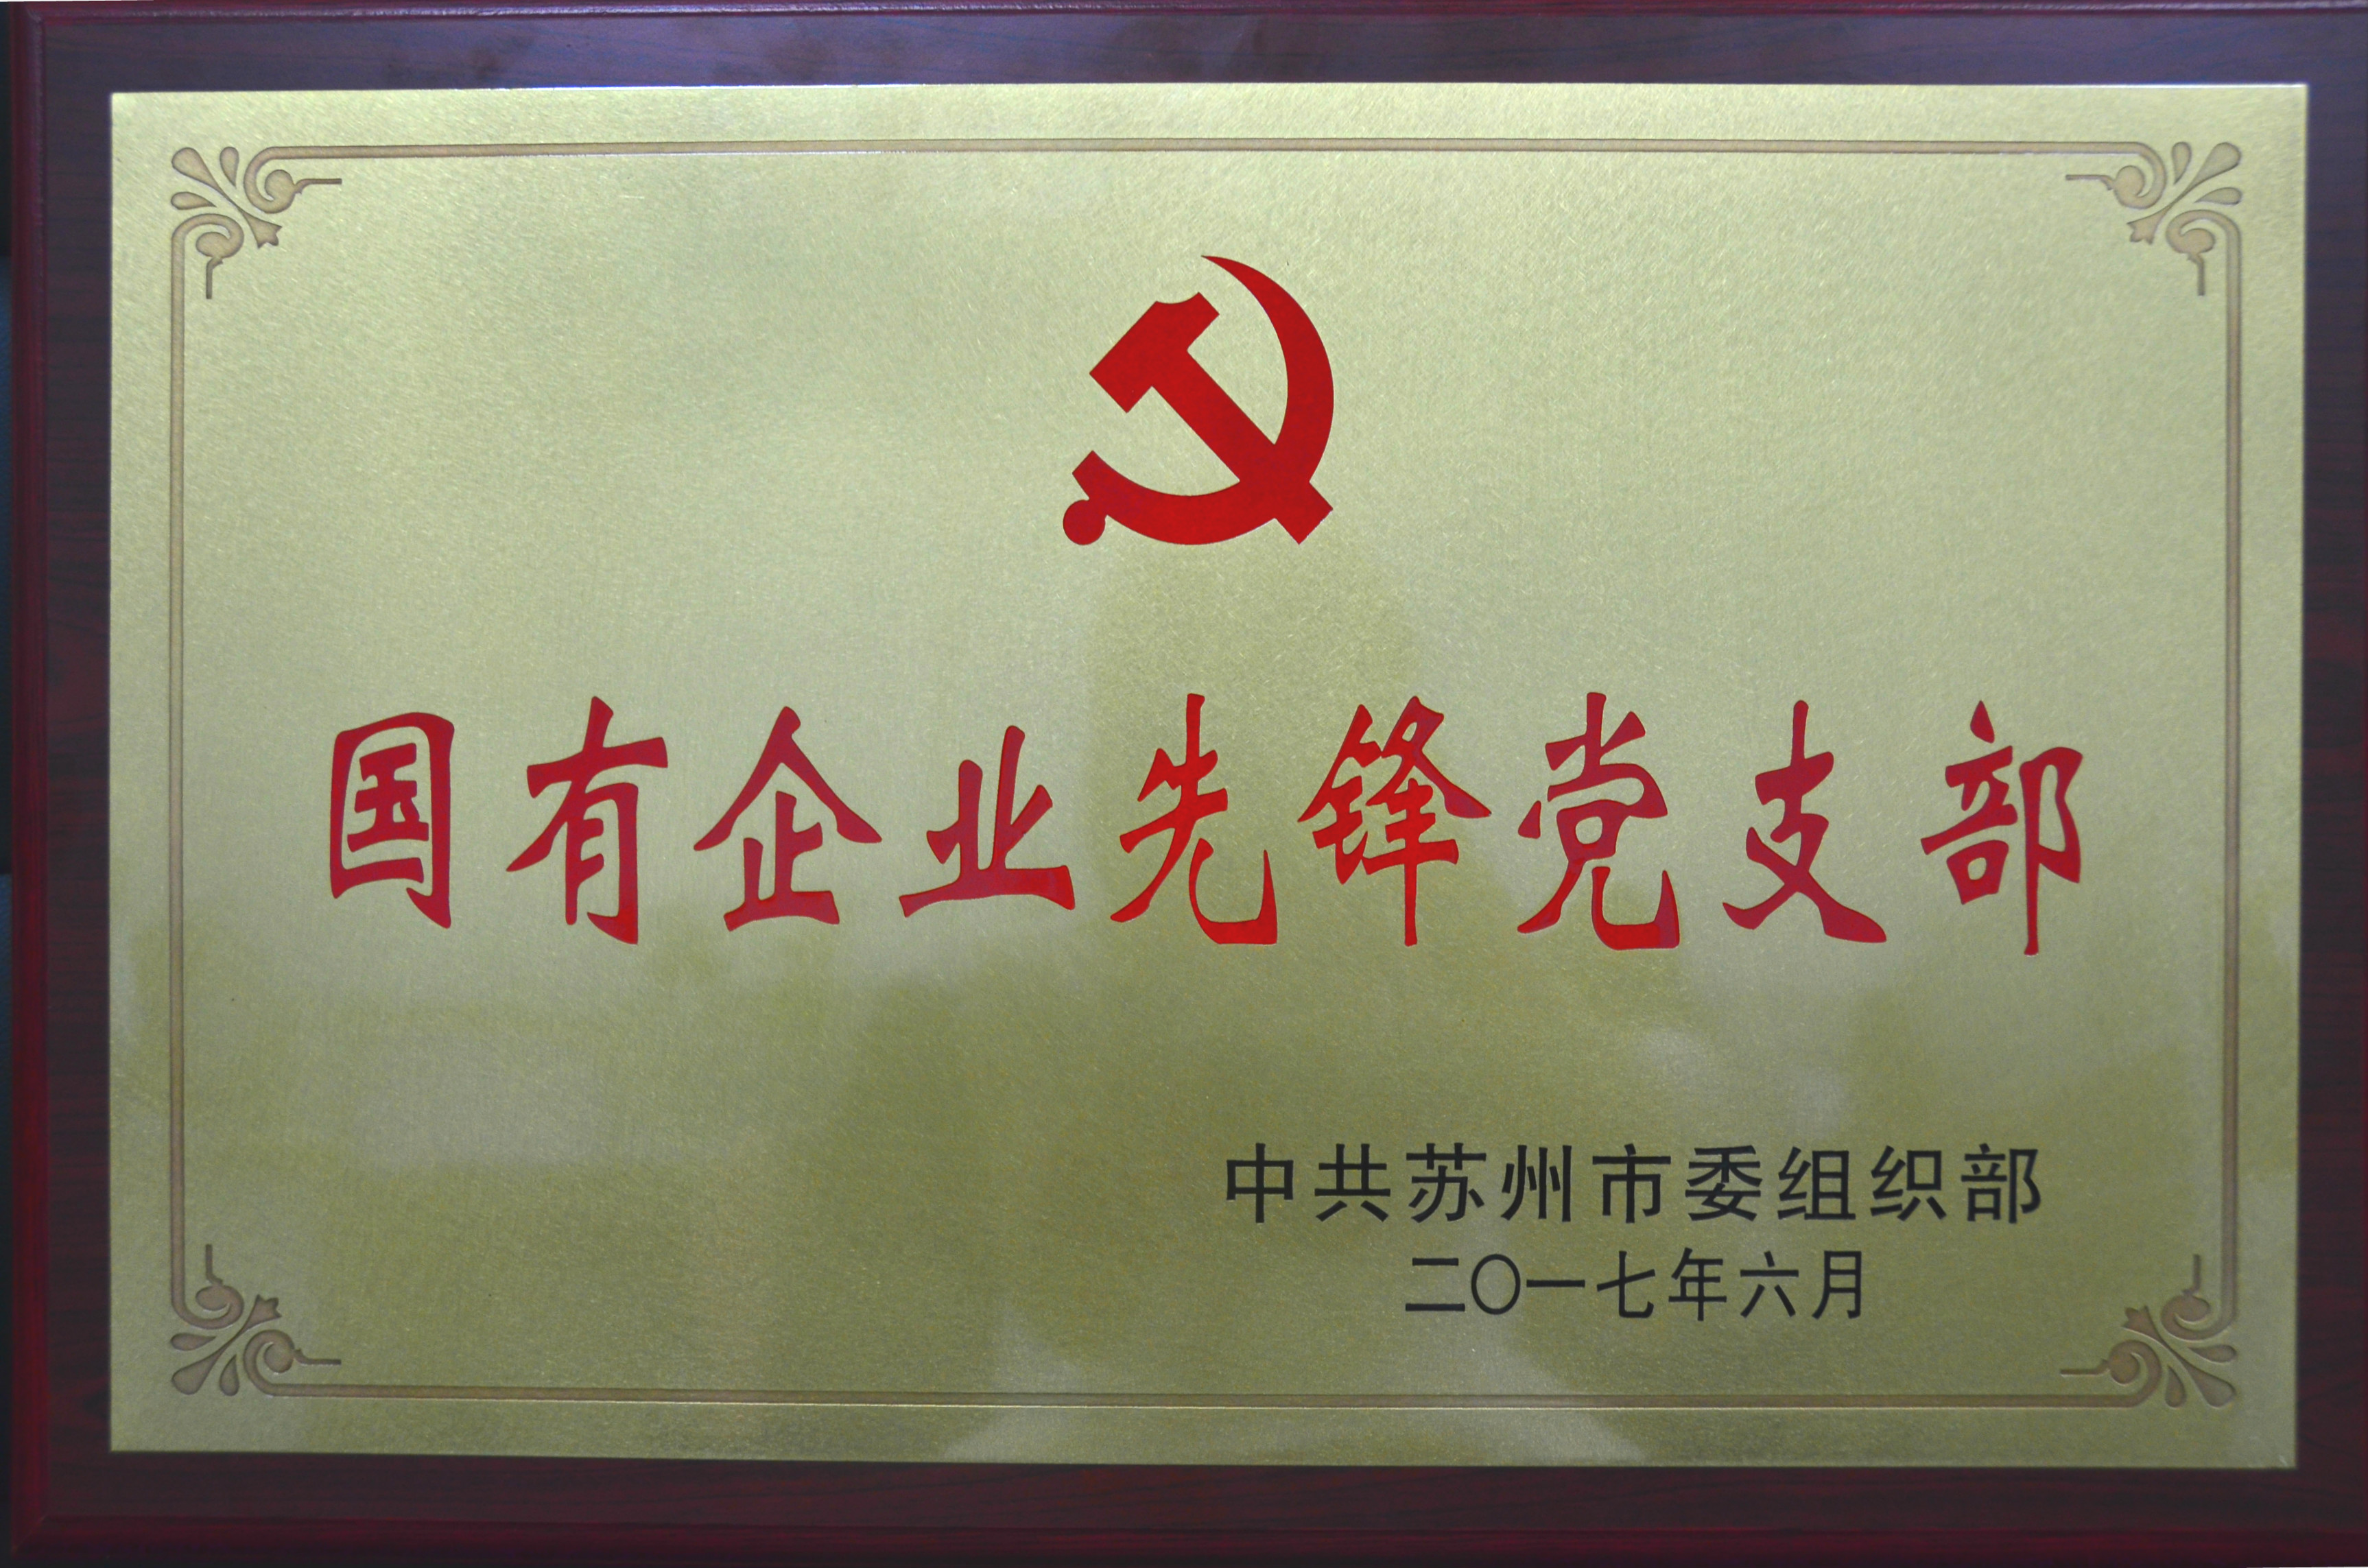 国有企业先锋党支部
中共苏州市委组织部
二〇一七年六月